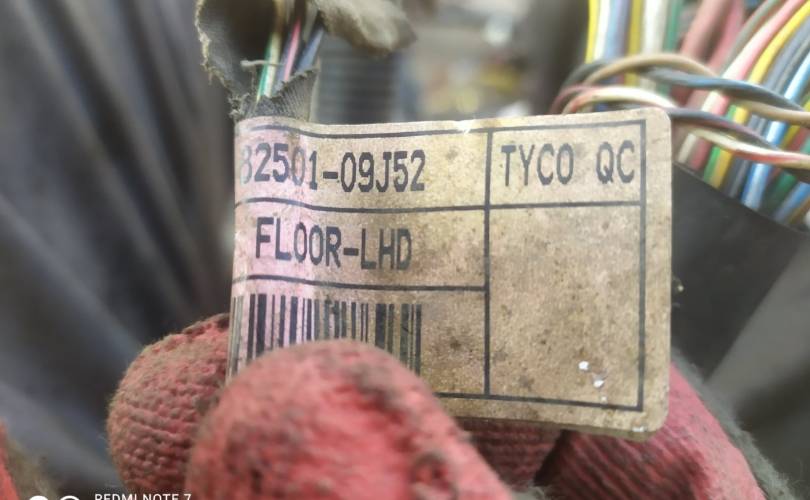 82501-09J52
TYCO QC
FLOOR-LHD
REDMI NOTE 7